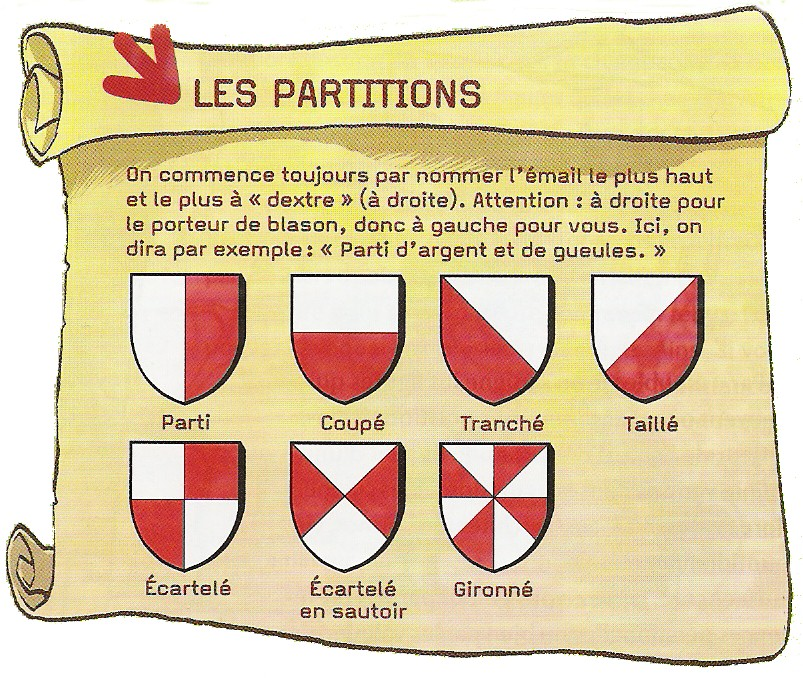 LES PARTITIONS
On commence toujours par nommer l'émail le plus haut
et le plus à « dextre » (à droite). Attention : à droite pour
le porteur de blason, donc à gauche pour vous. Ici, on
dira par exemple : « Parti d'argent et de gueules. »
Parti
Coupé
Tranché
Taillé
Écartelé
Écartelé
en sautoir
Gironné